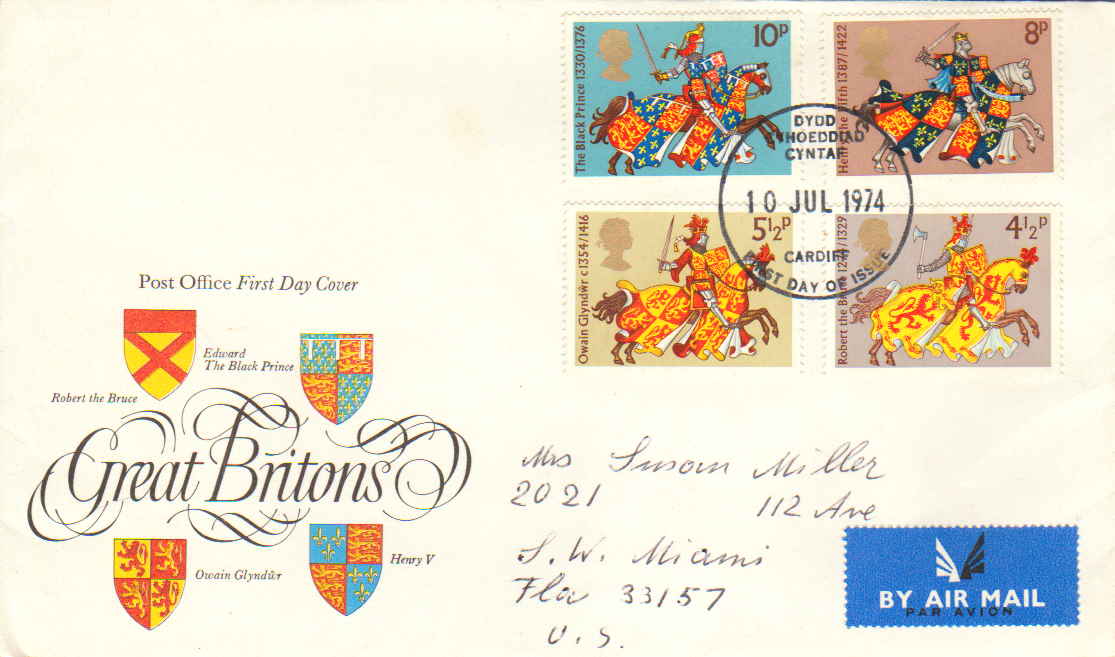 The Black Prince 1330/1376
10P
Henry the Fifth 1387/1422
8P
Owain Glyndŵr c1354/1416
5½P
Robert the Bruce 1274/1329
4½P
DYDD
CYHOEDDIAD
CYNTAF
10 JUL 1974
CARDIFF
FIRST DAY OF ISSUE
Post Office First Day Cover
Edward
The Black Prince
Robert the Bruce
Great Britons
Owain Glyndŵr
Henry V
Mrs Susan Miller
2021 112 Ave
S.W. Miami
Fla 33157
U.S.
BY AIR MAIL
PAR AVION